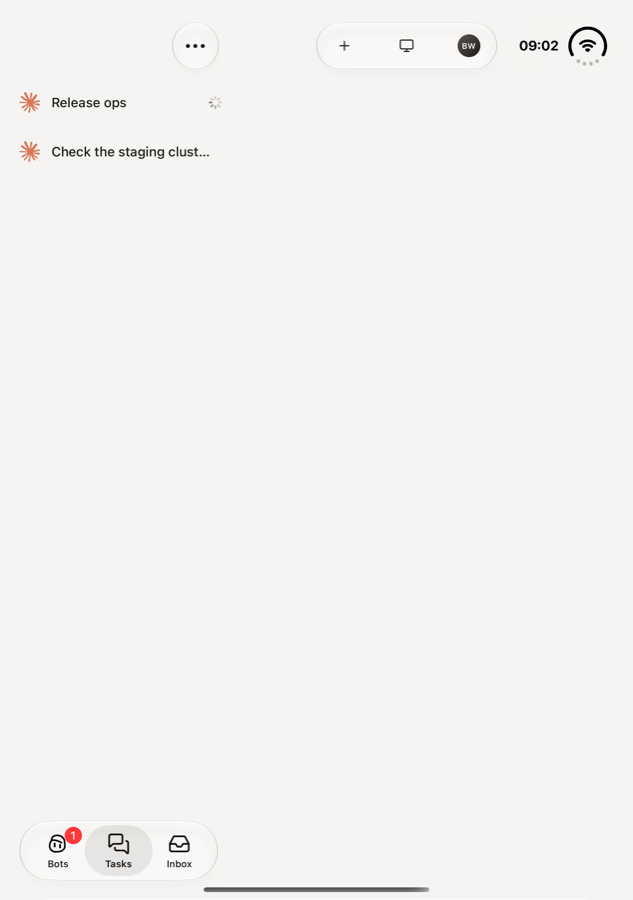 BW
09:02
Release ops
Check the staging clust...
1
Bots
Tasks
Inbox